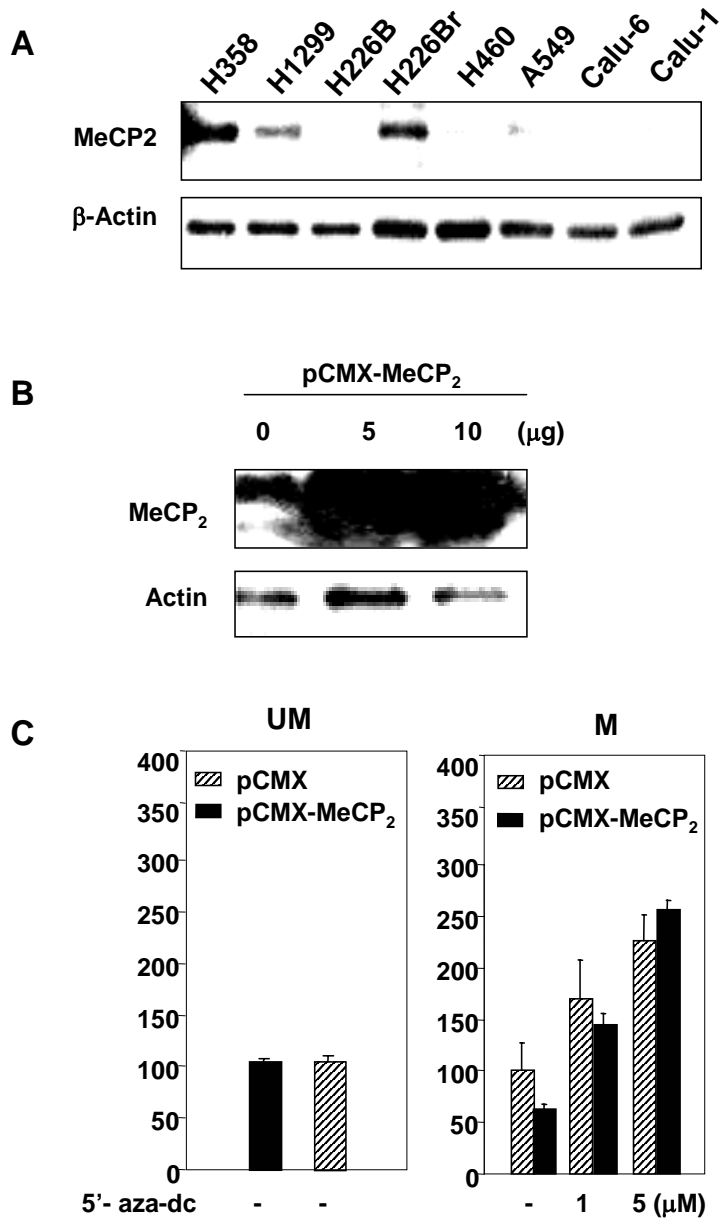 A
H358 H1299 H226B H226Br H460 A549 Calu-6 Calu-1
MeCP2
β-Actin
B
pCMX-MeCP₂
0 5 10 (μg)
MeCP₂
Actin
C
UM
400
350
300
250
200
150
100
50
0
pCMX
pCMX-MeCP₂
5’- aza-dc - -
M
400
350
300
250
200
150
100
50
0
pCMX
pCMX-MeCP₂
- 1 5 (μM)